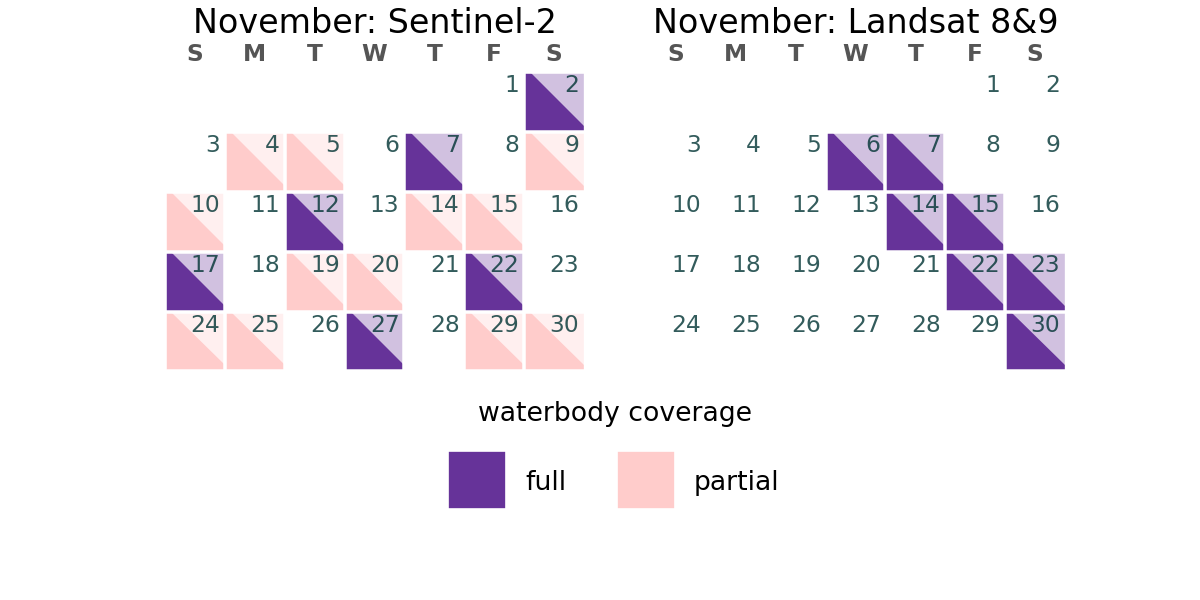 November: Sentinel-2
S M T W T F S
1 2
3 4 5 6 7 8 9
10 11 12 13 14 15 16
17 18 19 20 21 22 23
24 25 26 27 28 29 30
November: Landsat 8&9
S M T W T F S
1 2
3 4 5 6 7 8 9
10 11 12 13 14 15 16
17 18 19 20 21 22 23
24 25 26 27 28 29 30
waterbody coverage
full partial